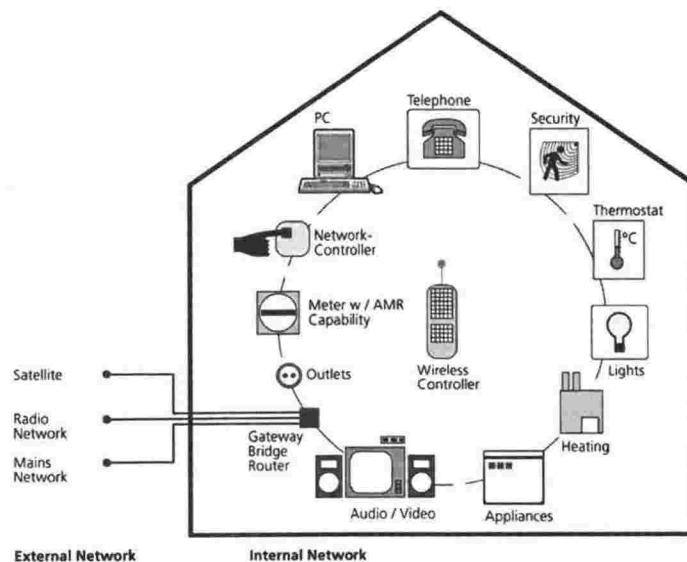 Telephone
PC
Security
Thermostat
°C
Network-
Controller
Meter w / AMR
Capability
Wireless
Controller
Lights
Outlets
Satellite
Radio
Network
Mains
Network
Gateway
Bridge
Router
Heating
Audio / Video
Appliances
External Network
Internal Network